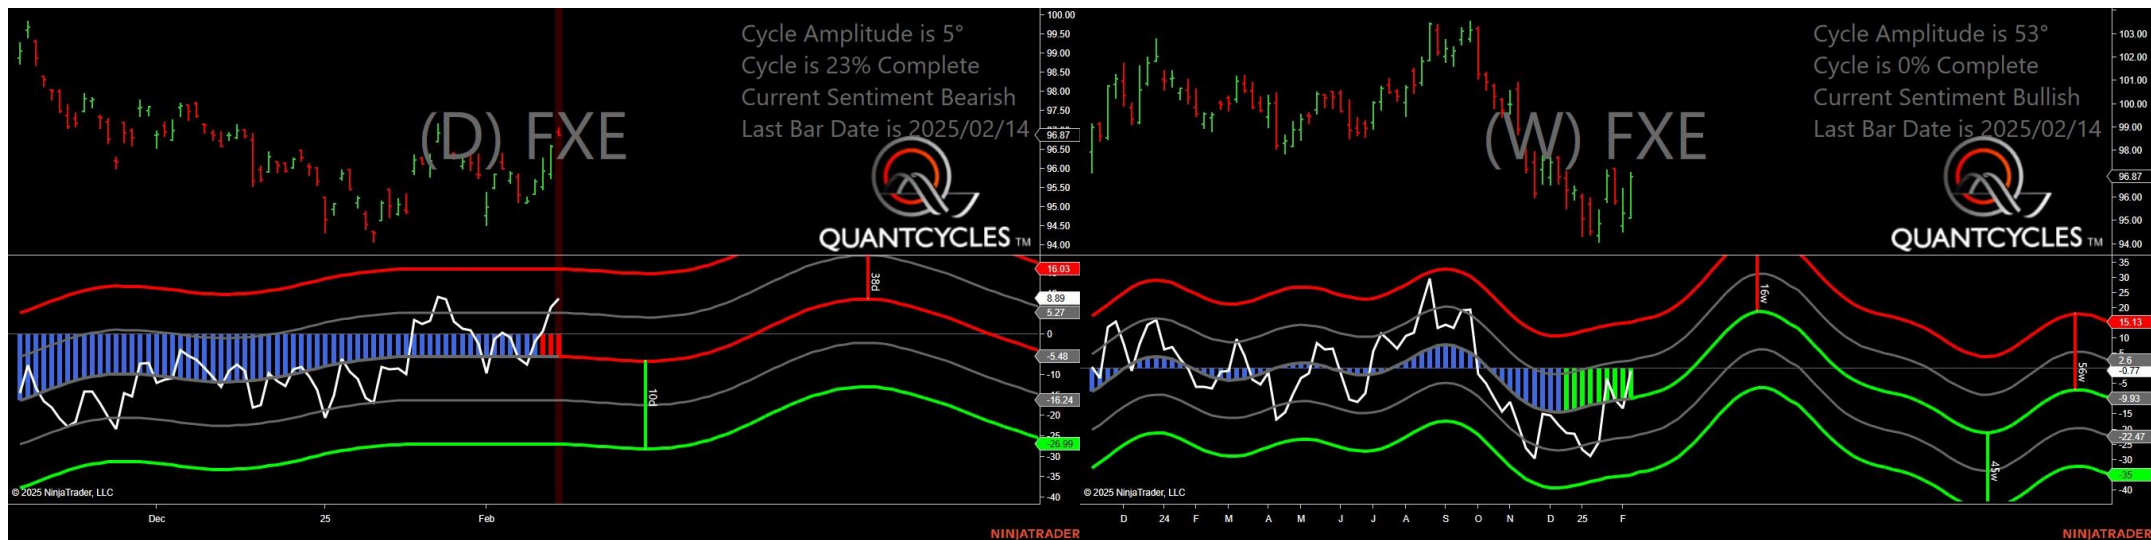 Cycle Amplitude is 5°
Cycle is 23% Complete
Current Sentiment Bearish
Last Bar Date is 2025/02/14
(D) FXE
QUANTCYCLES TM
100.00
99.50
99.00
98.50
98.00
97.50
96.87
96.50
96.00
95.50
95.00
94.50
94.00
38d
10d
16.03
8.89
5.27
0
-5.48
-10
-16.24
-20
-26.99
-30
-35
-40
© 2025 NinjaTrader, LLC
Dec
25
Feb
NINJATRADER
Cycle Amplitude is 53°
Cycle is 0% Complete
Current Sentiment Bullish
Last Bar Date is 2025/02/14
(W) FXE
QUANTCYCLES TM
103.00
102.00
101.00
100.00
99.00
98.00
96.87
96.00
95.00
94.00
16w
45w
56w
35
30
25
20
15.13
2.6
-0.77
-5
-9.93
-15
-22.47
-30
-35
-40
© 2025 NinjaTrader, LLC
D
24
F
M
A
M
J
J
A
S
O
N
D
25
F
NINJATRADER